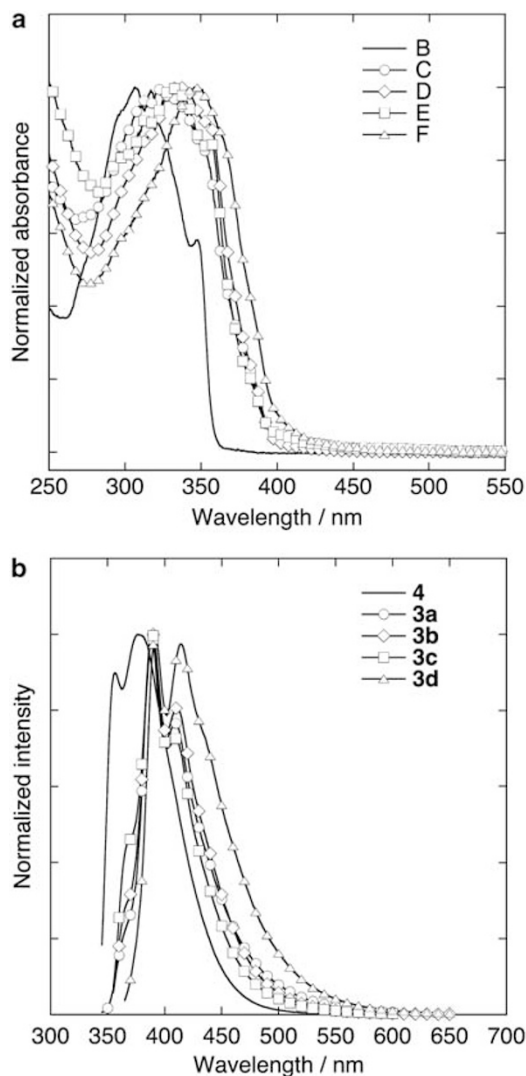 a
B
C
D
E
F
Normalized absorbance
250 300 350 400 450 500 550
Wavelength / nm
b
4
3a
3b
3c
3d
Normalized intensity
300 350 400 450 500 550 600 650 700
Wavelength / nm